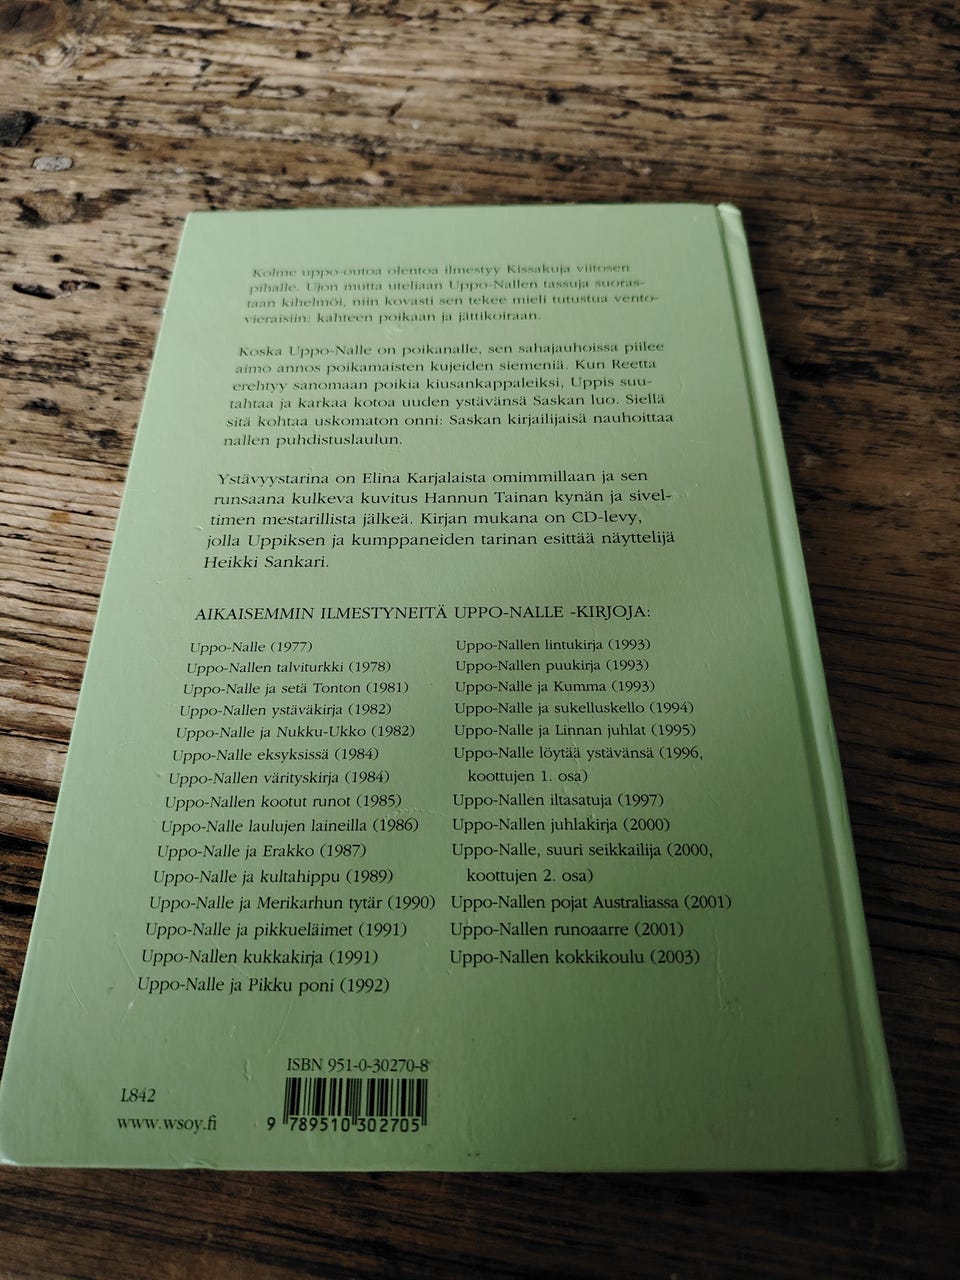 Kolme uppo-outoa olentoa ilmestyy Kissakuja viitosen
pihalle. Ujon mutta uteliaan Uppo-Nallen tassuja suoras-
taan kihelmöi, niin kovasti sen tekee mieli tutustua vento-
vieraisiin: kahteen poikaan ja jättikoiraan.
Koska Uppo-Nalle on poikanalle, sen sahajauhoissa piilee
aimo annos poikamaisten kujeiden siemeniä. Kun Reetta
erehtyy sanomaan poikia kiusankappaleiksi, Uppis suu-
tahtaa ja karkaa kotoa uuden ystävänsä Saskan luo. Siellä
sitä kohtaa uskomaton onni: Saskan kirjailijaisä nauhoittaa
nallen puhdistuslaulun.
Ystävyystarina on Elina Karjalaista omimmillaan ja sen
runsaana kulkeva kuvitus Hannun Tainan kynän ja sivel-
timen mestarillista jälkeä. Kirjan mukana on CD-levy,
jolla Uppiksen ja kumppaneiden tarinan esittää näyttelijä
Heikki Sankari.
AIKAISEMMIN ILMESTYNEITÄ UPPO-NALLE -KIRJOJA:
Uppo-Nalle (1977)
Uppo-Nallen talviturkki (1978)
Uppo-Nalle ja setä Tonton (1981)
Uppo-Nallen ystäväkirja (1982)
Uppo-Nalle ja Nukku-Ukko (1982)
Uppo-Nalle eksyksissä (1984)
Uppo-Nallen värityskirja (1984)
Uppo-Nallen kootut runot (1985)
Uppo-Nalle laulujen laineilla (1986)
Uppo-Nalle ja Erakko (1987)
Uppo-Nalle ja kultahippu (1989)
Uppo-Nalle ja Merikarhun tytär (1990)
Uppo-Nalle ja pikkueläimet (1991)
Uppo-Nallen kukkakirja (1991)
Uppo-Nalle ja Pikku poni (1992)
Uppo-Nallen lintukirja (1993)
Uppo-Nallen puukirja (1993)
Uppo-Nalle ja Kumma (1993)
Uppo-Nalle ja sukelluskello (1994)
Uppo-Nalle ja Linnan juhlat (1995)
Uppo-Nalle löytää ystävänsä (1996,
koottujen 1. osa)
Uppo-Nallen iltasatuja (1997)
Uppo-Nallen juhlakirja (2000)
Uppo-Nalle, suuri seikkailija (2000,
koottujen 2. osa)
Uppo-Nallen pojat Australiassa (2001)
Uppo-Nallen runoaarre (2001)
Uppo-Nallen kokkikoulu (2003)
ISBN 951-0-30270-8
L842
www.wsoy.fi
9 789510 302705